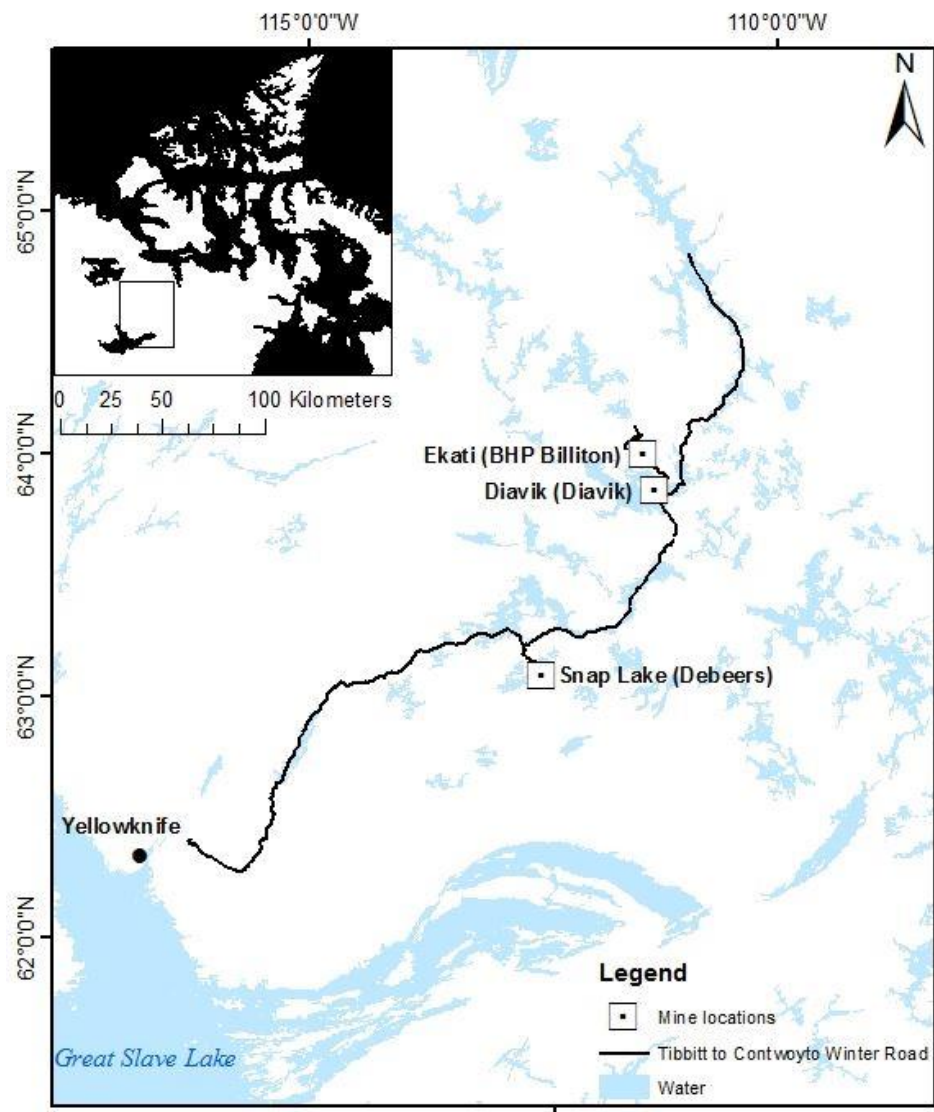 115°0'0"W
110°0'0"W
N
65°0'0"N
0 25 50 100 Kilometers
64°0'0"N
Ekati (BHP Billiton)
Diavik (Diavik)
63°0'0"N
Snap Lake (Debeers)
Yellowknife
62°0'0"N
Legend
Mine locations
Tibbitt to Contwoyto Winter Road
Great Slave Lake
Water